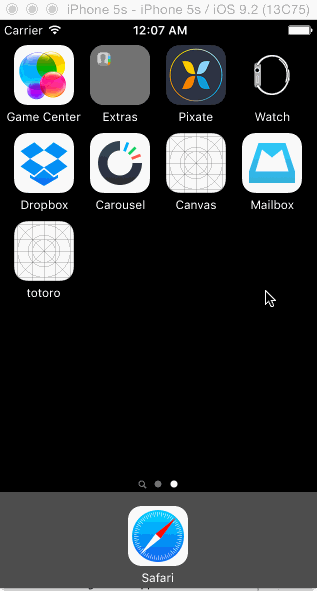 iPhone 5s - iPhone 5s / iOS 9.2 (13C75)
Carrier 12:07 AM
Game Center Extras Pixate Watch
Dropbox Carousel Canvas Mailbox
totoro
Safari